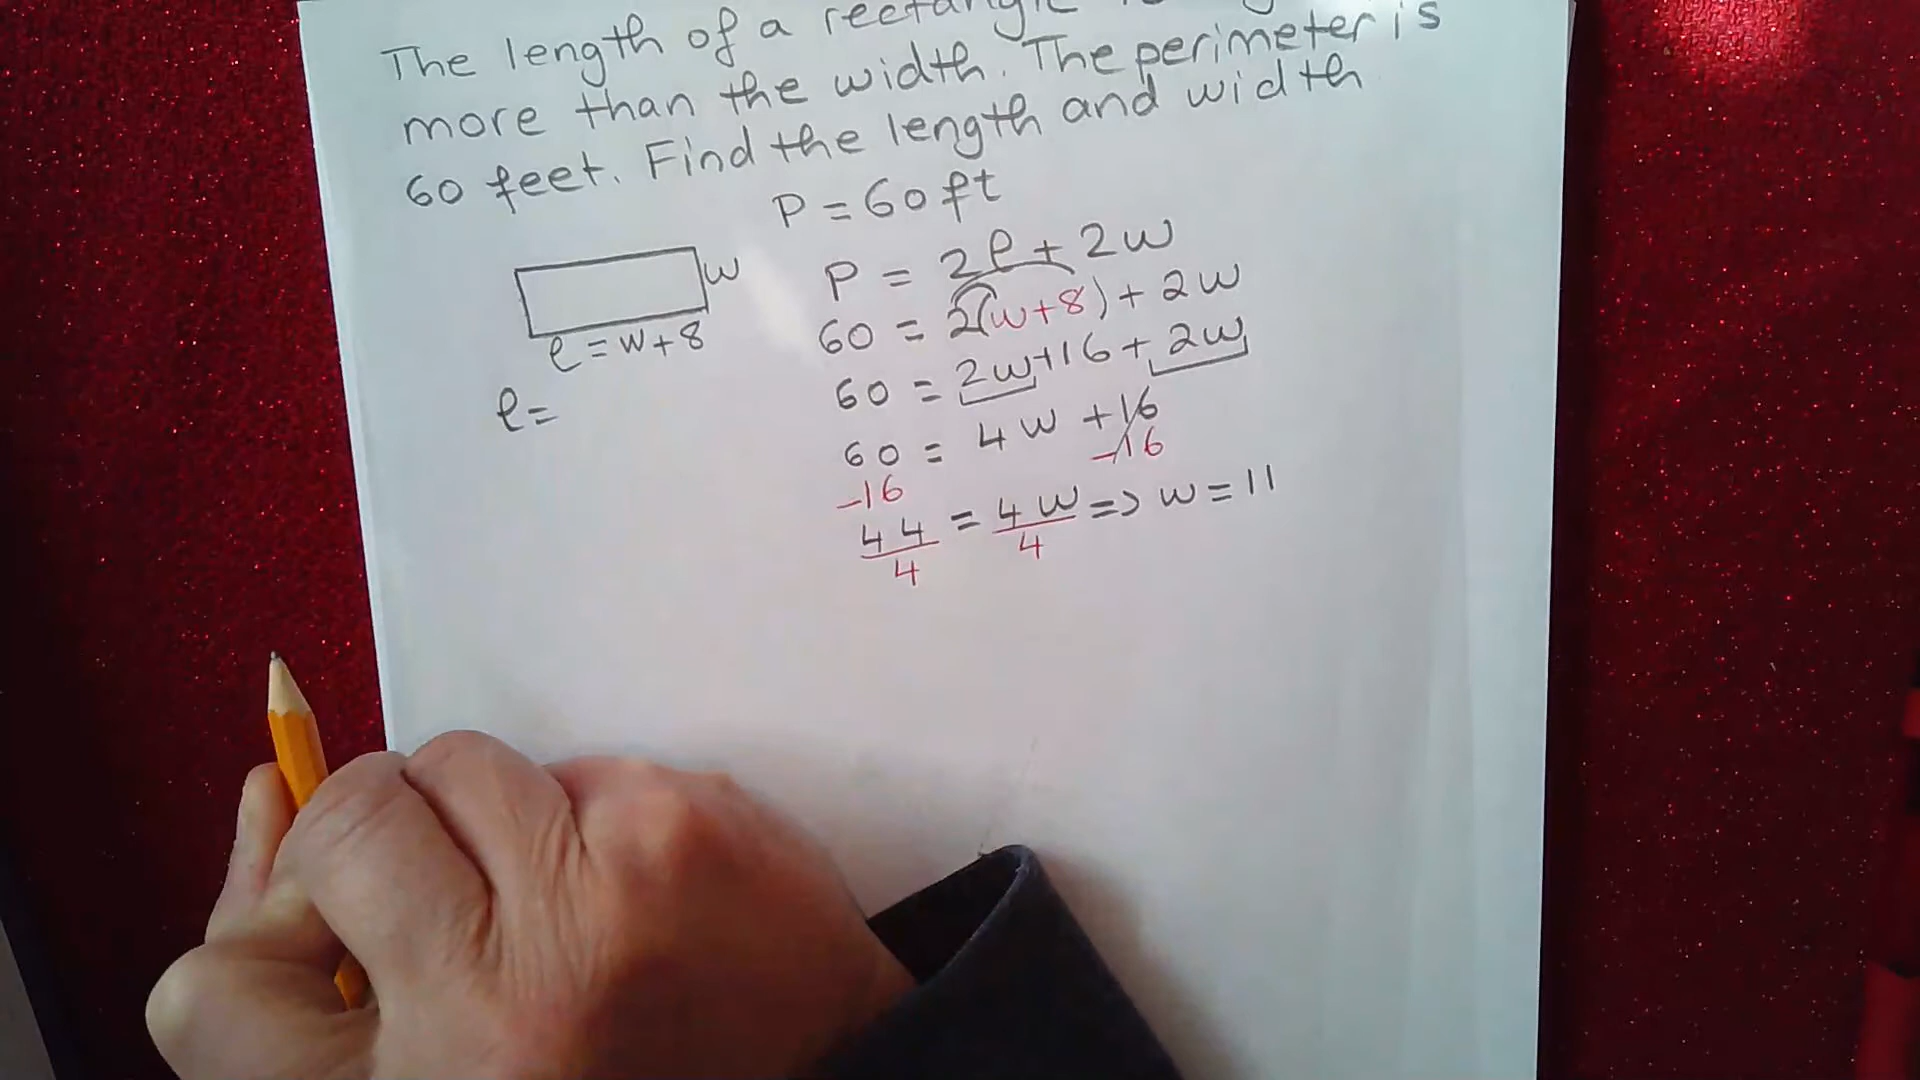 The length of a rectangle
more than the width. The perimeter is
60 feet. Find the length and width
P = 60 ft
w
l = w + 8
l =
P = 2l + 2w
60 = 2(w+8) + 2w
60 = 2w+16 + 2w
60 = 4w +16
-16 -16
44/4 = 4w/4 => w = 11